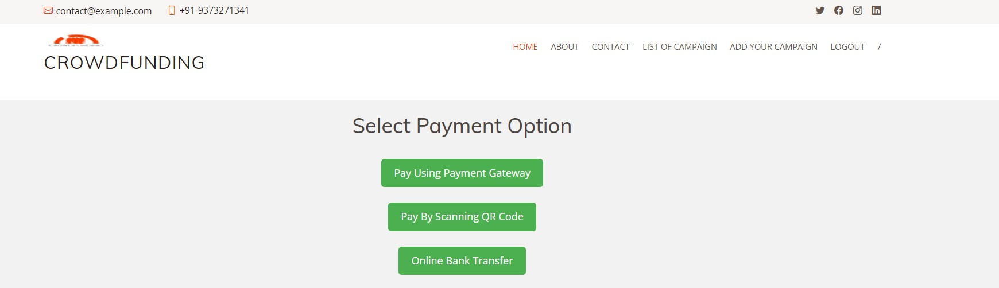 contact@example.com +91-9373271341
HOME ABOUT CONTACT LIST OF CAMPAIGN ADD YOUR CAMPAIGN LOGOUT /
CROWDFUNDING
CROWDFUNDING
Select Payment Option
Pay Using Payment Gateway
Pay By Scanning QR Code
Online Bank Transfer